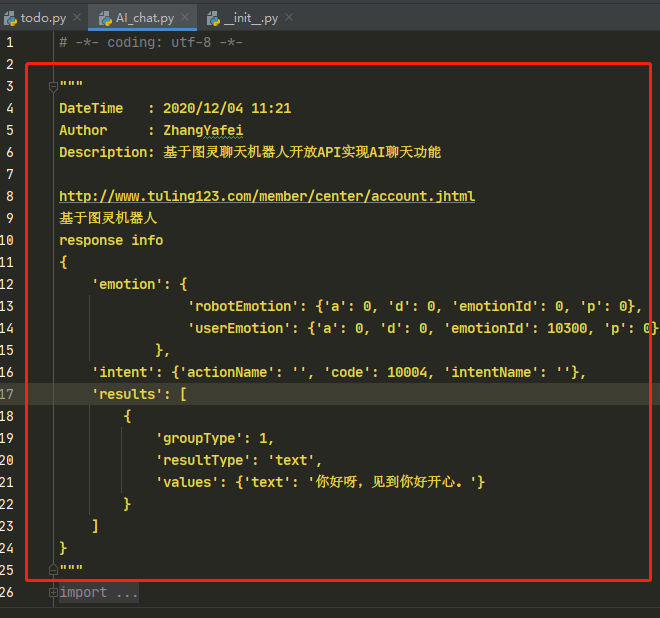 todo.py AI_chat.py __init__.py
1 # -*- coding: utf-8 -*-
2
3 """
4 DateTime   : 2020/12/04 11:21
5 Author     : ZhangYafei
6 Description: 基于图灵聊天机器人开放API实现AI聊天功能
7
8 http://www.tuling123.com/member/center/account.jhtml
9 基于图灵机器人
10 response info
11 {
12     'emotion': {
13                 'robotEmotion': {'a': 0, 'd': 0, 'emotionId': 0, 'p': 0},
14                 'userEmotion': {'a': 0, 'd': 0, 'emotionId': 10300, 'p': 0}
15             },
16     'intent': {'actionName': '', 'code': 10004, 'intentName': ''},
17     'results': [
18         {
19             'groupType': 1,
20             'resultType': 'text',
21             'values': {'text': '你好呀，见到你好开心。'}
22         }
23     ]
24 }
25 """
26 import ...